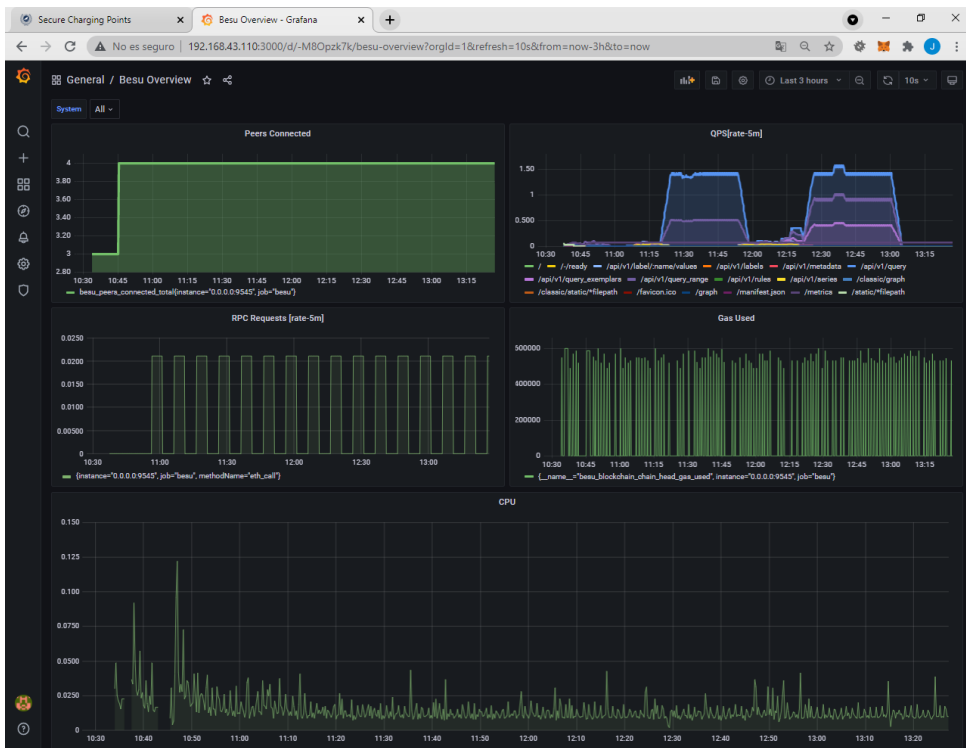 Secure Charging Points
Besu Overview - Grafana
No es seguro | 192.168.43.110:3000/d/-M8Opzk7k/besu-overview?orgId=1&refresh=10s&from=now-3h&to=now
J
General / Besu Overview
Last 3 hours
10s
System All
Peers Connected
4
3.80
3.60
3.40
3.20
3
2.80
10:30 10:45 11:00 11:15 11:30 11:45 12:00 12:15 12:30 12:45 13:00 13:15
besu_peers_connected_total{instance="0.0.0.0:9545", job="besu"}
QPS[rate-5m]
1.50
1
0.500
0
10:30 10:45 11:00 11:15 11:30 11:45 12:00 12:15 12:30 12:45 13:00 13:15
/ /-/ready /api/v1/label/:name/values /api/v1/labels /api/v1/metadata /api/v1/query
/api/v1/query_exemplars /api/v1/query_range /api/v1/rules /api/v1/series /classic/graph
/classic/static/*filepath /favicon.ico /graph /manifest.json /metrics /static/*filepath
RPC Requests [rate-5m]
0.0250
0.0200
0.0150
0.0100
0.00500
0
10:30 11:00 11:30 12:00 12:30 13:00
{instance="0.0.0.0:9545", job="besu", methodName="eth_call"}
Gas Used
500000
400000
200000
0
10:30 10:45 11:00 11:15 11:30 11:45 12:00 12:15 12:30 12:45 13:00 13:15
{__name__="besu_blockchain_chain_head_gas_used", instance="0.0.0.0:9545", job="besu"}
CPU
0.150
0.125
0.100
0.0750
0.0500
0.0250
0
10:30 10:40 10:50 11:00 11:10 11:20 11:30 11:40 11:50 12:00 12:10 12:20 12:30 12:40 12:50 13:00 13:10 13:20